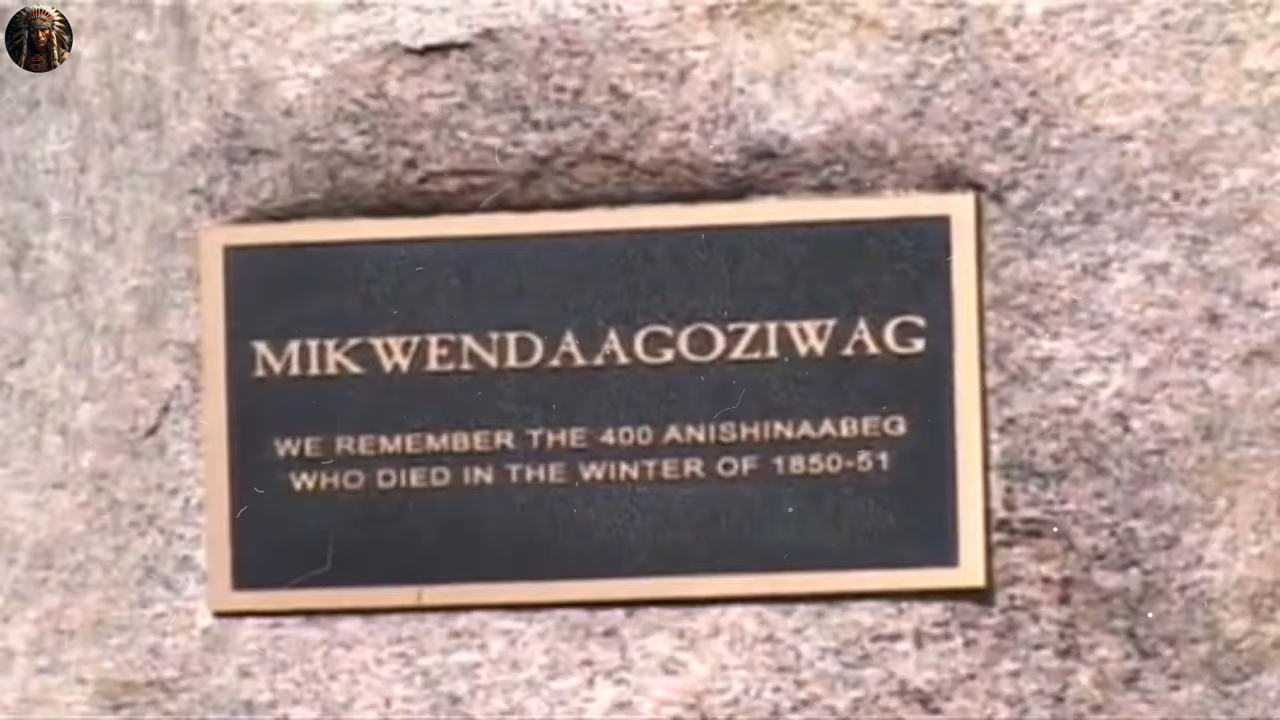 MIKWENDAAGOZIWAG
WE REMEMBER THE 400 ANISHINAABEG
WHO DIED IN THE WINTER OF 1850-51